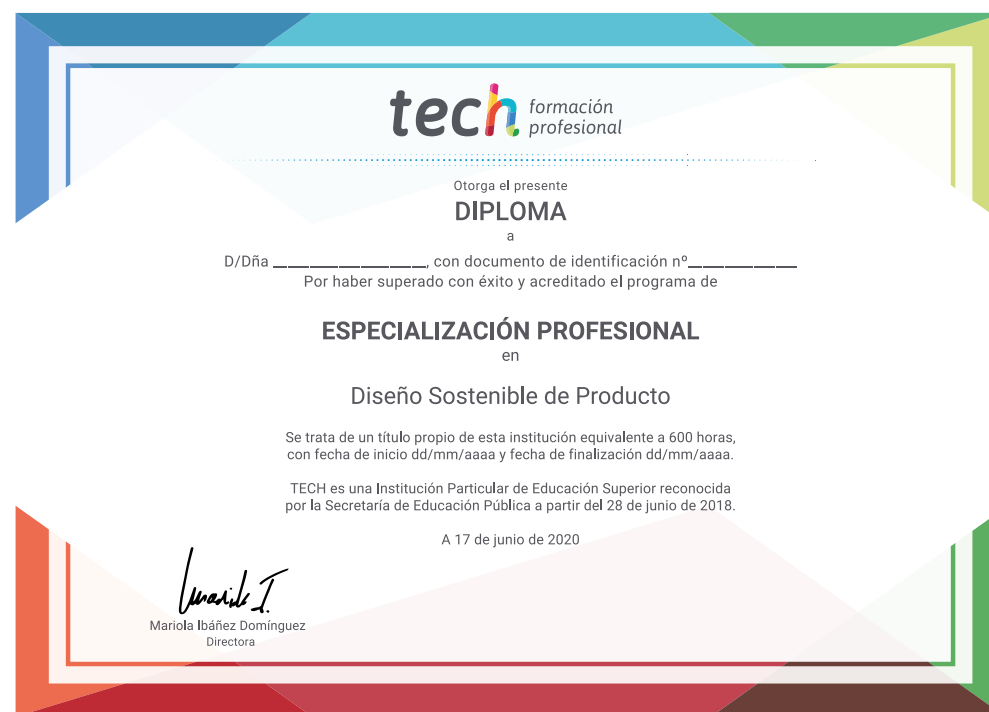 tech formación
profesional
Otorga el presente
DIPLOMA
a
D/Dña ____________________, con documento de identificación nº______________
Por haber superado con éxito y acreditado el programa de
ESPECIALIZACIÓN PROFESIONAL
en
Diseño Sostenible de Producto
Se trata de un título propio de esta institución equivalente a 600 horas,
con fecha de inicio dd/mm/aaaa y fecha de finalización dd/mm/aaaa.
TECH es una Institución Particular de Educación Superior reconocida
por la Secretaría de Educación Pública a partir del 28 de junio de 2018.
A 17 de junio de 2020
Mariola Ibáñez Domínguez
Directora